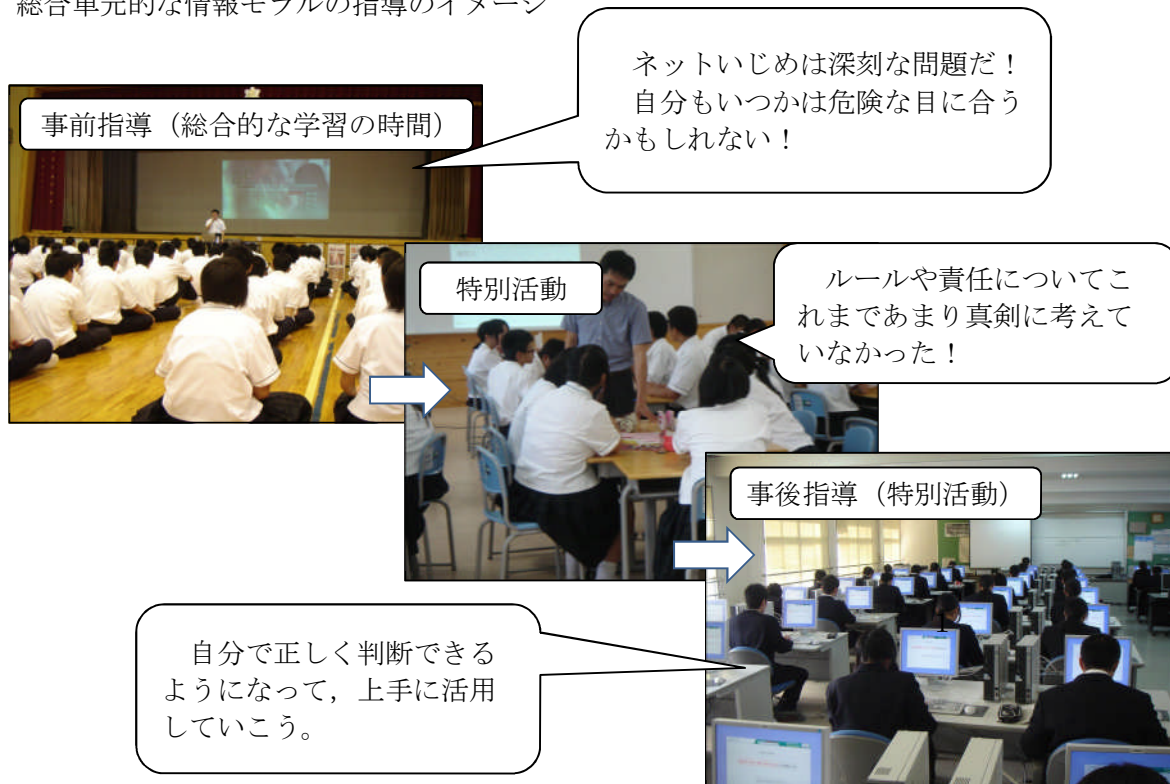 総合単元的な情報モラルの指導のイメージ
事前指導（総合的な学習の時間）
ネットいじめは深刻な問題だ！
自分もいつかは危険な目に合う
かもしれない！
特別活動
ルールや責任についてこ
れまであまり真剣に考えて
いなかった！
事後指導（特別活動）
自分で正しく判断できる
ようになって，上手に活用
していこう。